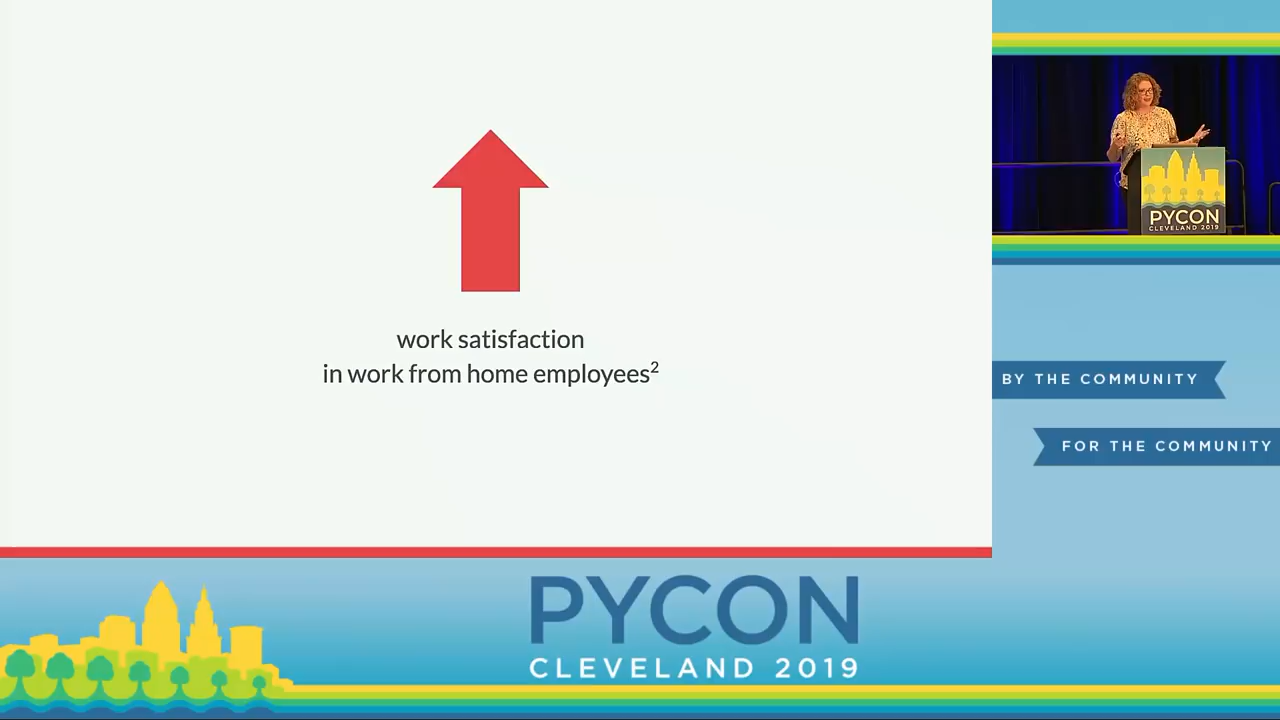 work satisfaction
in work from home employees²
PYCON
CLEVELAND 2019
BY THE COMMUNITY
FOR THE COMMUNITY
PYCON
CLEVELAND 2019